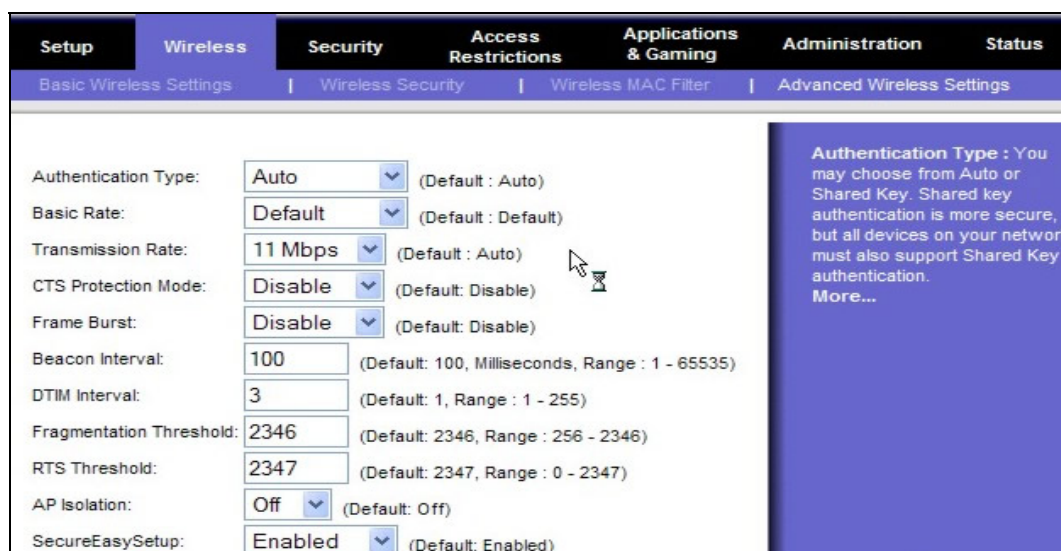 Setup Wireless Security Access Restrictions Applications & Gaming Administration Status
Basic Wireless Settings | Wireless Security | Wireless MAC Filter | Advanced Wireless Settings
Authentication Type: Auto (Default : Auto)
Basic Rate: Default (Default : Default)
Transmission Rate: 11 Mbps (Default : Auto)
CTS Protection Mode: Disable (Default: Disable)
Frame Burst: Disable (Default: Disable)
Beacon Interval: 100 (Default: 100, Milliseconds, Range : 1 - 65535)
DTIM Interval: 3 (Default: 1, Range : 1 - 255)
Fragmentation Threshold: 2346 (Default: 2346, Range : 256 - 2346)
RTS Threshold: 2347 (Default: 2347, Range : 0 - 2347)
AP Isolation: Off (Default: Off)
SecureEasySetup: Enabled (Default: Enabled)
Authentication Type : You
may choose from Auto or
Shared Key. Shared key
authentication is more secure,
but all devices on your networ
must also support Shared Key
authentication.
More...